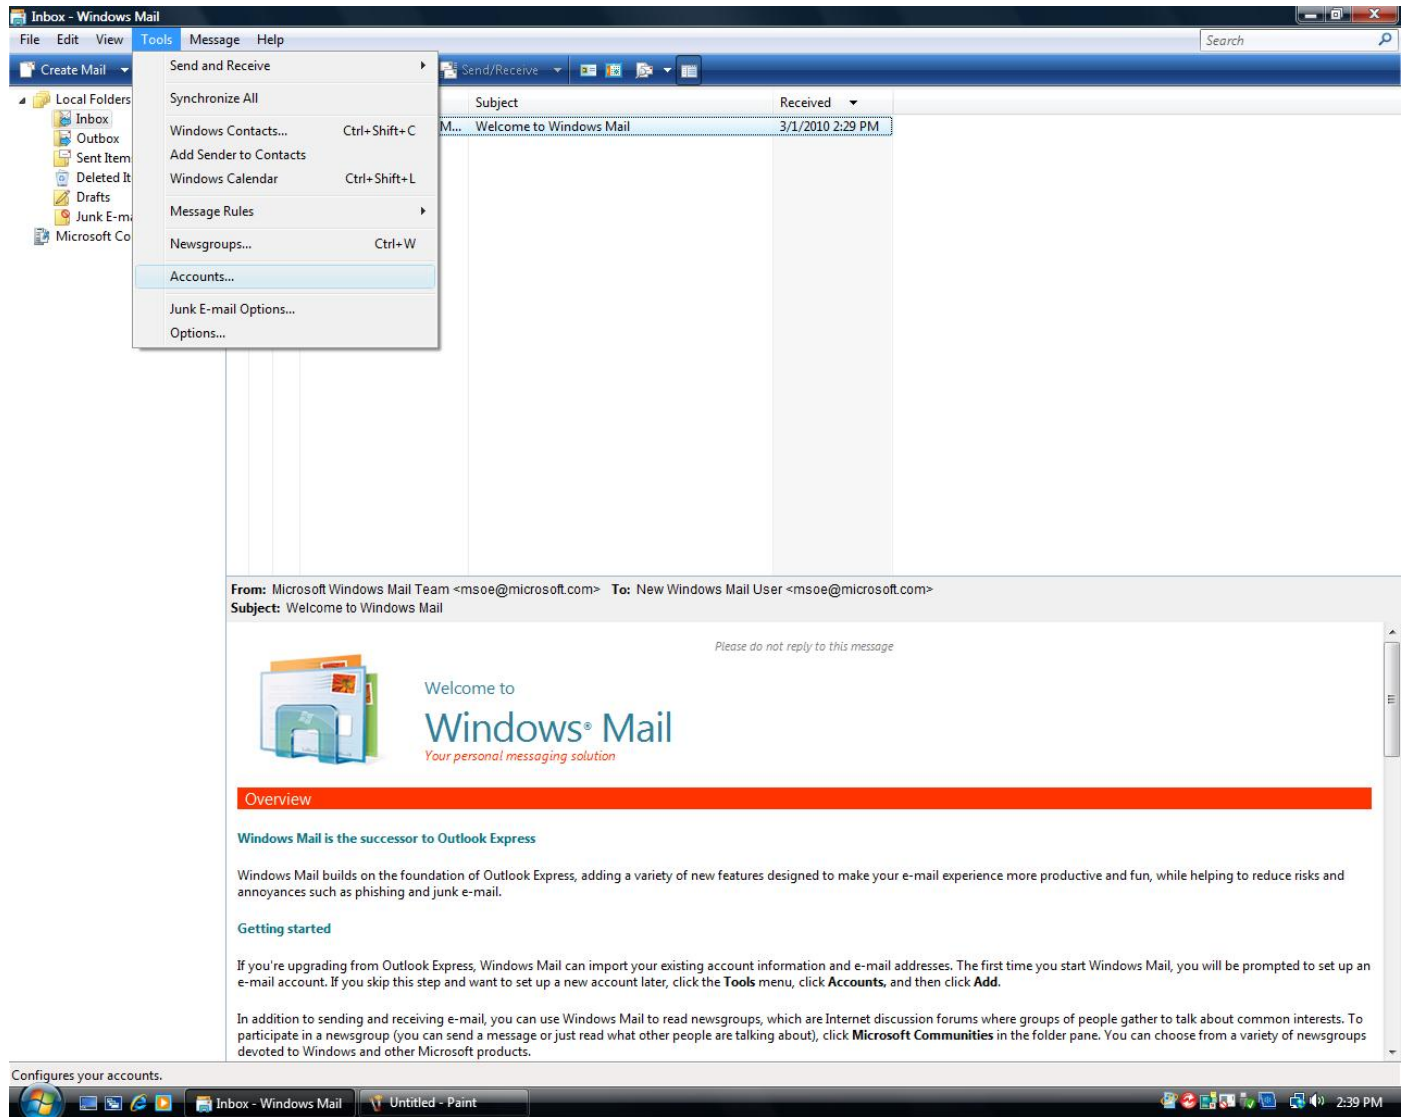 Inbox - Windows Mail
File Edit View Tools Message Help
Search
Create Mail
Send/Receive
Send and Receive
Synchronize All
Windows Contacts... Ctrl+Shift+C
Add Sender to Contacts
Windows Calendar Ctrl+Shift+L
Message Rules
Newsgroups... Ctrl+W
Accounts...
Junk E-mail Options...
Options...
Local Folders
Inbox
Outbox
Sent Item
Deleted It
Drafts
Junk E-ma
Microsoft Co
Subject Received
M... Welcome to Windows Mail 3/1/2010 2:29 PM
From: Microsoft Windows Mail Team <msoe@microsoft.com> To: New Windows Mail User <msoe@microsoft.com>
Subject: Welcome to Windows Mail
Please do not reply to this message
Welcome to
Windows® Mail
Your personal messaging solution
Overview
Windows Mail is the successor to Outlook Express
Windows Mail builds on the foundation of Outlook Express, adding a variety of new features designed to make your e-mail experience more productive and fun, while helping to reduce risks and
annoyances such as phishing and junk e-mail.
Getting started
If you're upgrading from Outlook Express, Windows Mail can import your existing account information and e-mail addresses. The first time you start Windows Mail, you will be prompted to set up an
e-mail account. If you skip this step and want to set up a new account later, click the Tools menu, click Accounts, and then click Add.
In addition to sending and receiving e-mail, you can use Windows Mail to read newsgroups, which are Internet discussion forums where groups of people gather to talk about common interests. To
participate in a newsgroup (you can send a message or just read what other people are talking about), click Microsoft Communities in the folder pane. You can choose from a variety of newsgroups
devoted to Windows and other Microsoft products.
Configures your accounts.
Inbox - Windows Mail
Untitled - Paint
2:39 PM